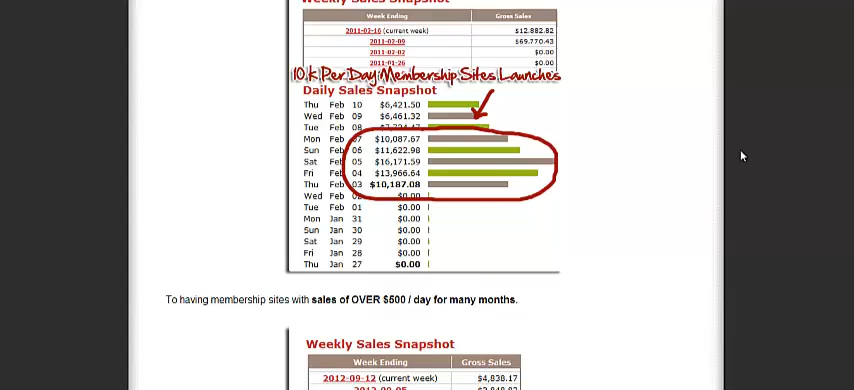 Weekly Sales Snapshot
Week Ending Gross Sales
2011-02-16 (current week) $12,882.82
2011-02-09 $69,770.43
2011-02-02 $0.00
2011-01-26 $0.00
10k Per Day Membership Sites Launches
Daily Sales Snapshot
Thu Feb 10 $6,421.50
Wed Feb 09 $6,461.32
Tue Feb 08
Mon Feb 07 $10,087.67
Sun Feb 06 $11,622.98
Sat Feb 05 $16,171.59
Fri Feb 04 $13,966.64
Thu Feb 03 $10,187.08
Wed Feb 02 $0.00
Tue Feb 01 $0.00
Mon Jan 31 $0.00
Sun Jan 30 $0.00
Sat Jan 29 $0.00
Fri Jan 28 $0.00
Thu Jan 27 $0.00
To having membership sites with sales of OVER $500 / day for many months.
Weekly Sales Snapshot
Week Ending Gross Sales
2012-09-12 (current week) $4,838.17